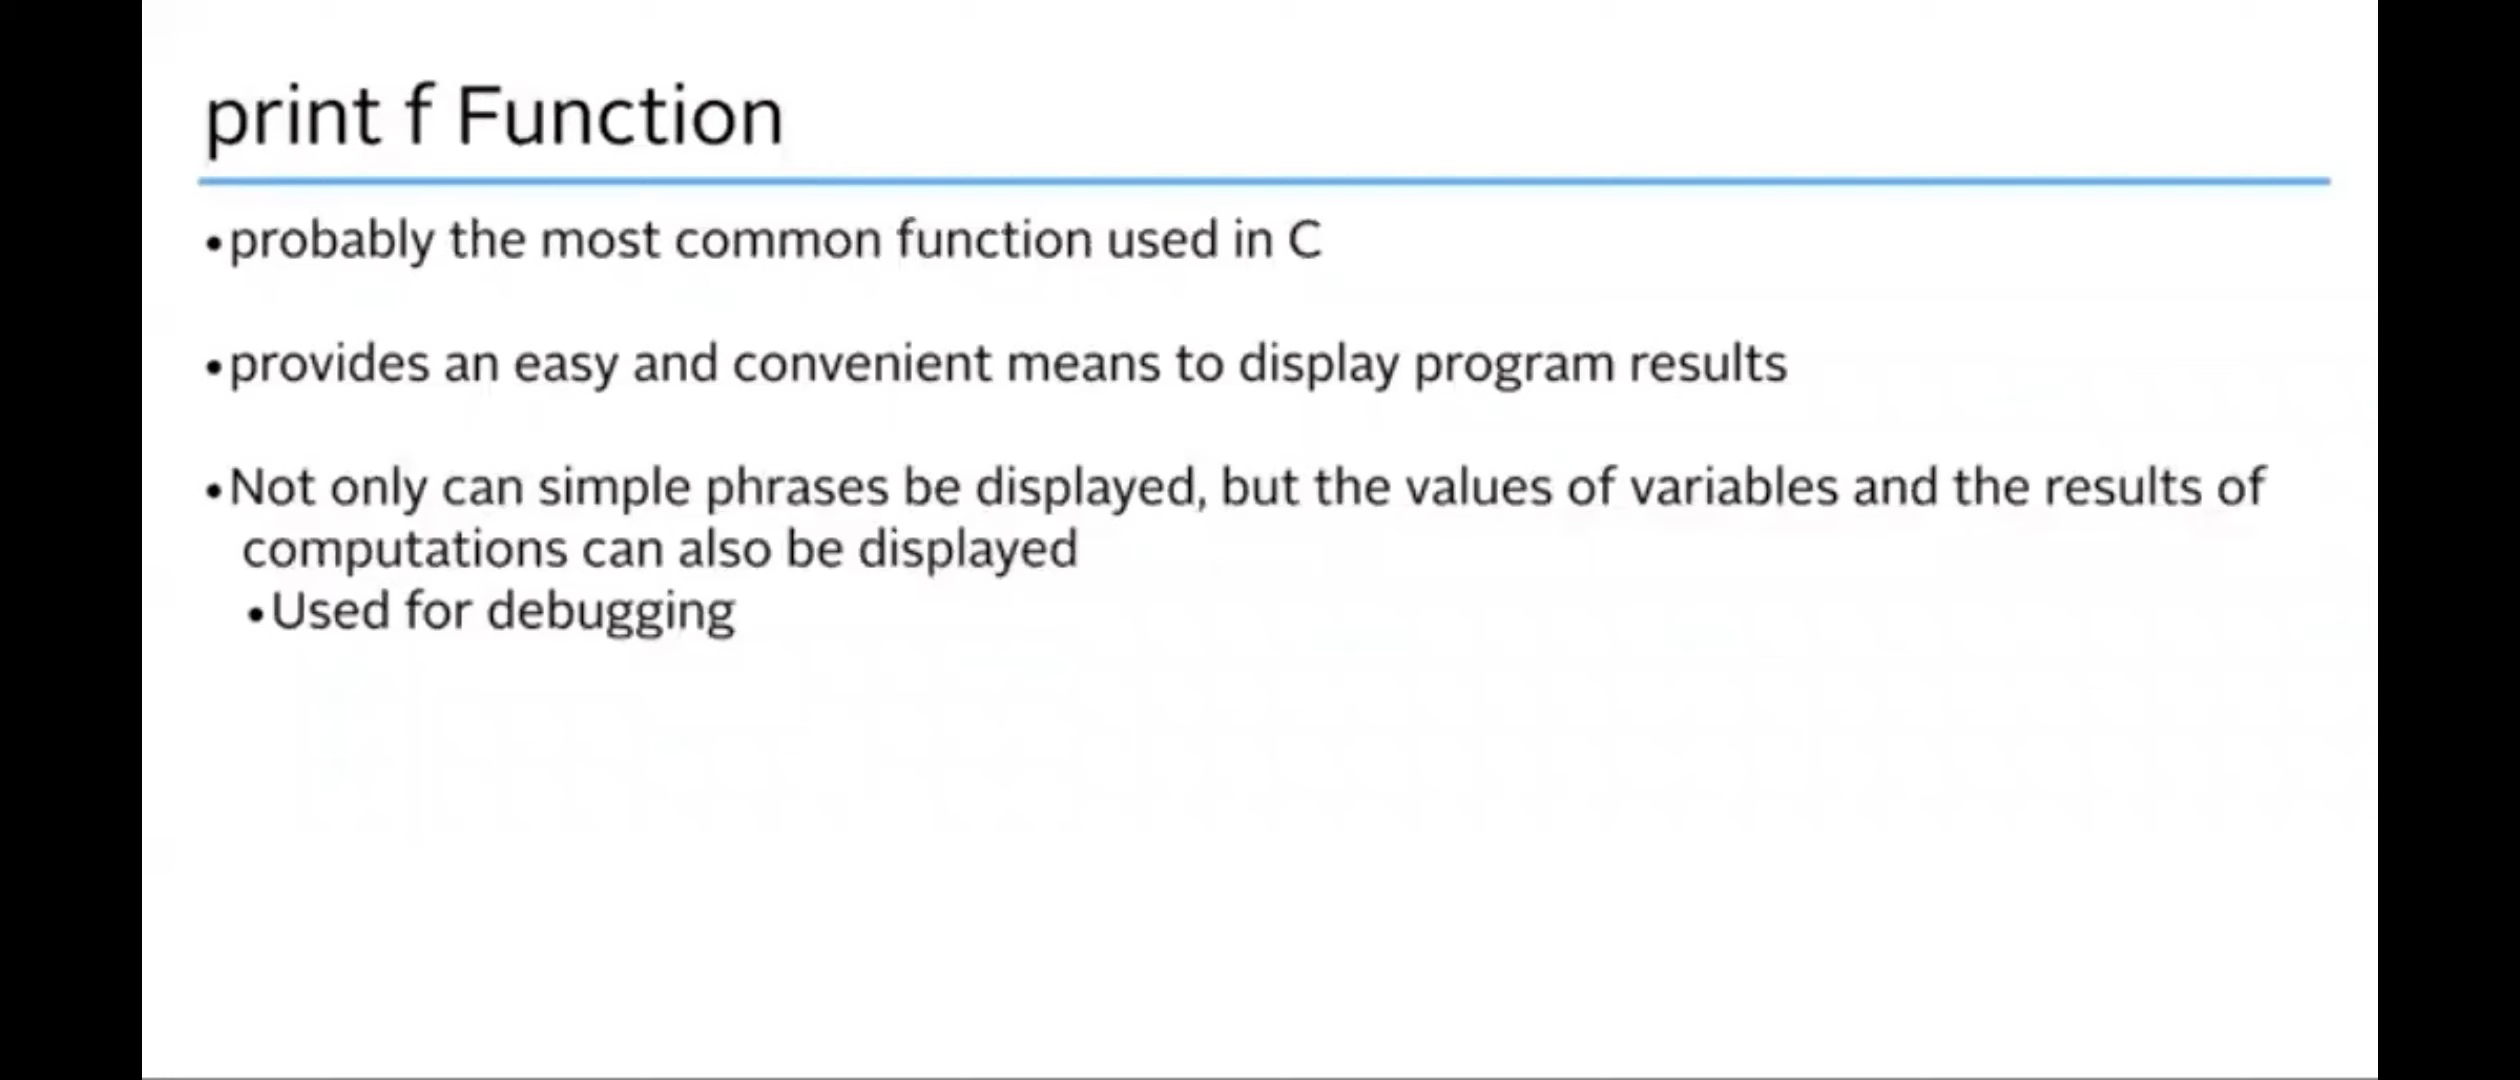 print f Function
•probably the most common function used in C
•provides an easy and convenient means to display program results
•Not only can simple phrases be displayed, but the values of variables and the results of
computations can also be displayed
•Used for debugging